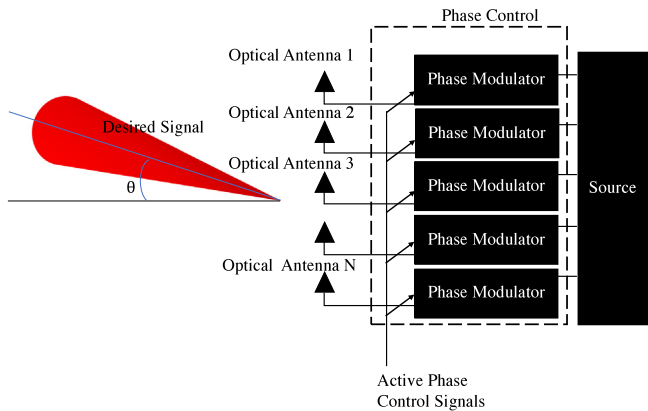 Phase Control
Optical Antenna 1
Phase Modulator
Optical Antenna 2
Phase Modulator
Desired Signal
Optical Antenna 3
Phase Modulator
θ
Source
Phase Modulator
Optical Antenna N
Phase Modulator
Active Phase
Control Signals